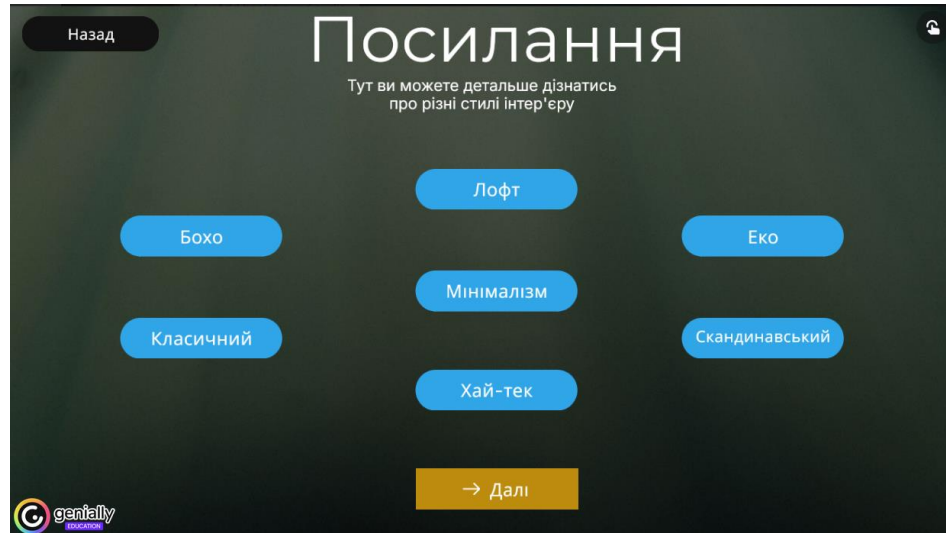 Назад
Посилання
Тут ви можете детальше дізнатись
про різні стилі інтер'єру
Лофт
Бохо
Еко
Мінімалізм
Класичний
Скандинавський
Хай-тек
→ Далі
genially
EDUCATION